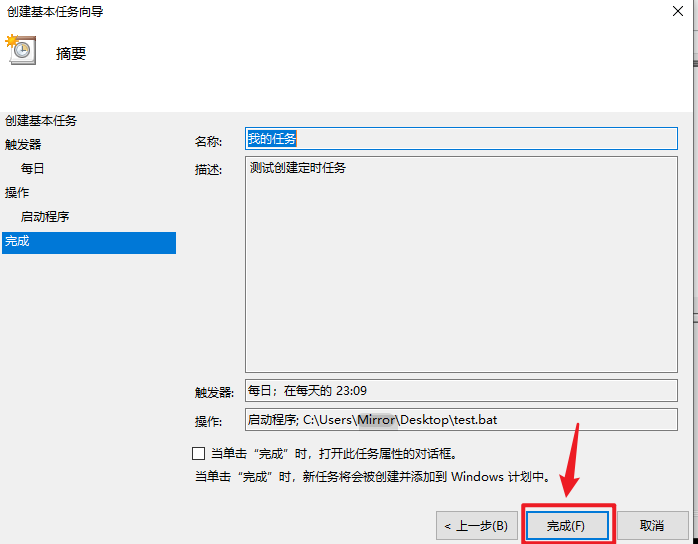 创建基本任务向导
摘要
创建基本任务
触发器
每日
操作
启动程序
完成
名称: 我的任务
描述: 测试创建定时任务
触发器: 每日；在每天的 23:09
操作: 启动程序; C:\Users\Mirror\Desktop\test.bat
当单击“完成”时，打开此任务属性的对话框。
当单击“完成”时，新任务将会被创建并添加到 Windows 计划中。
< 上一步(B) 完成(F) 取消